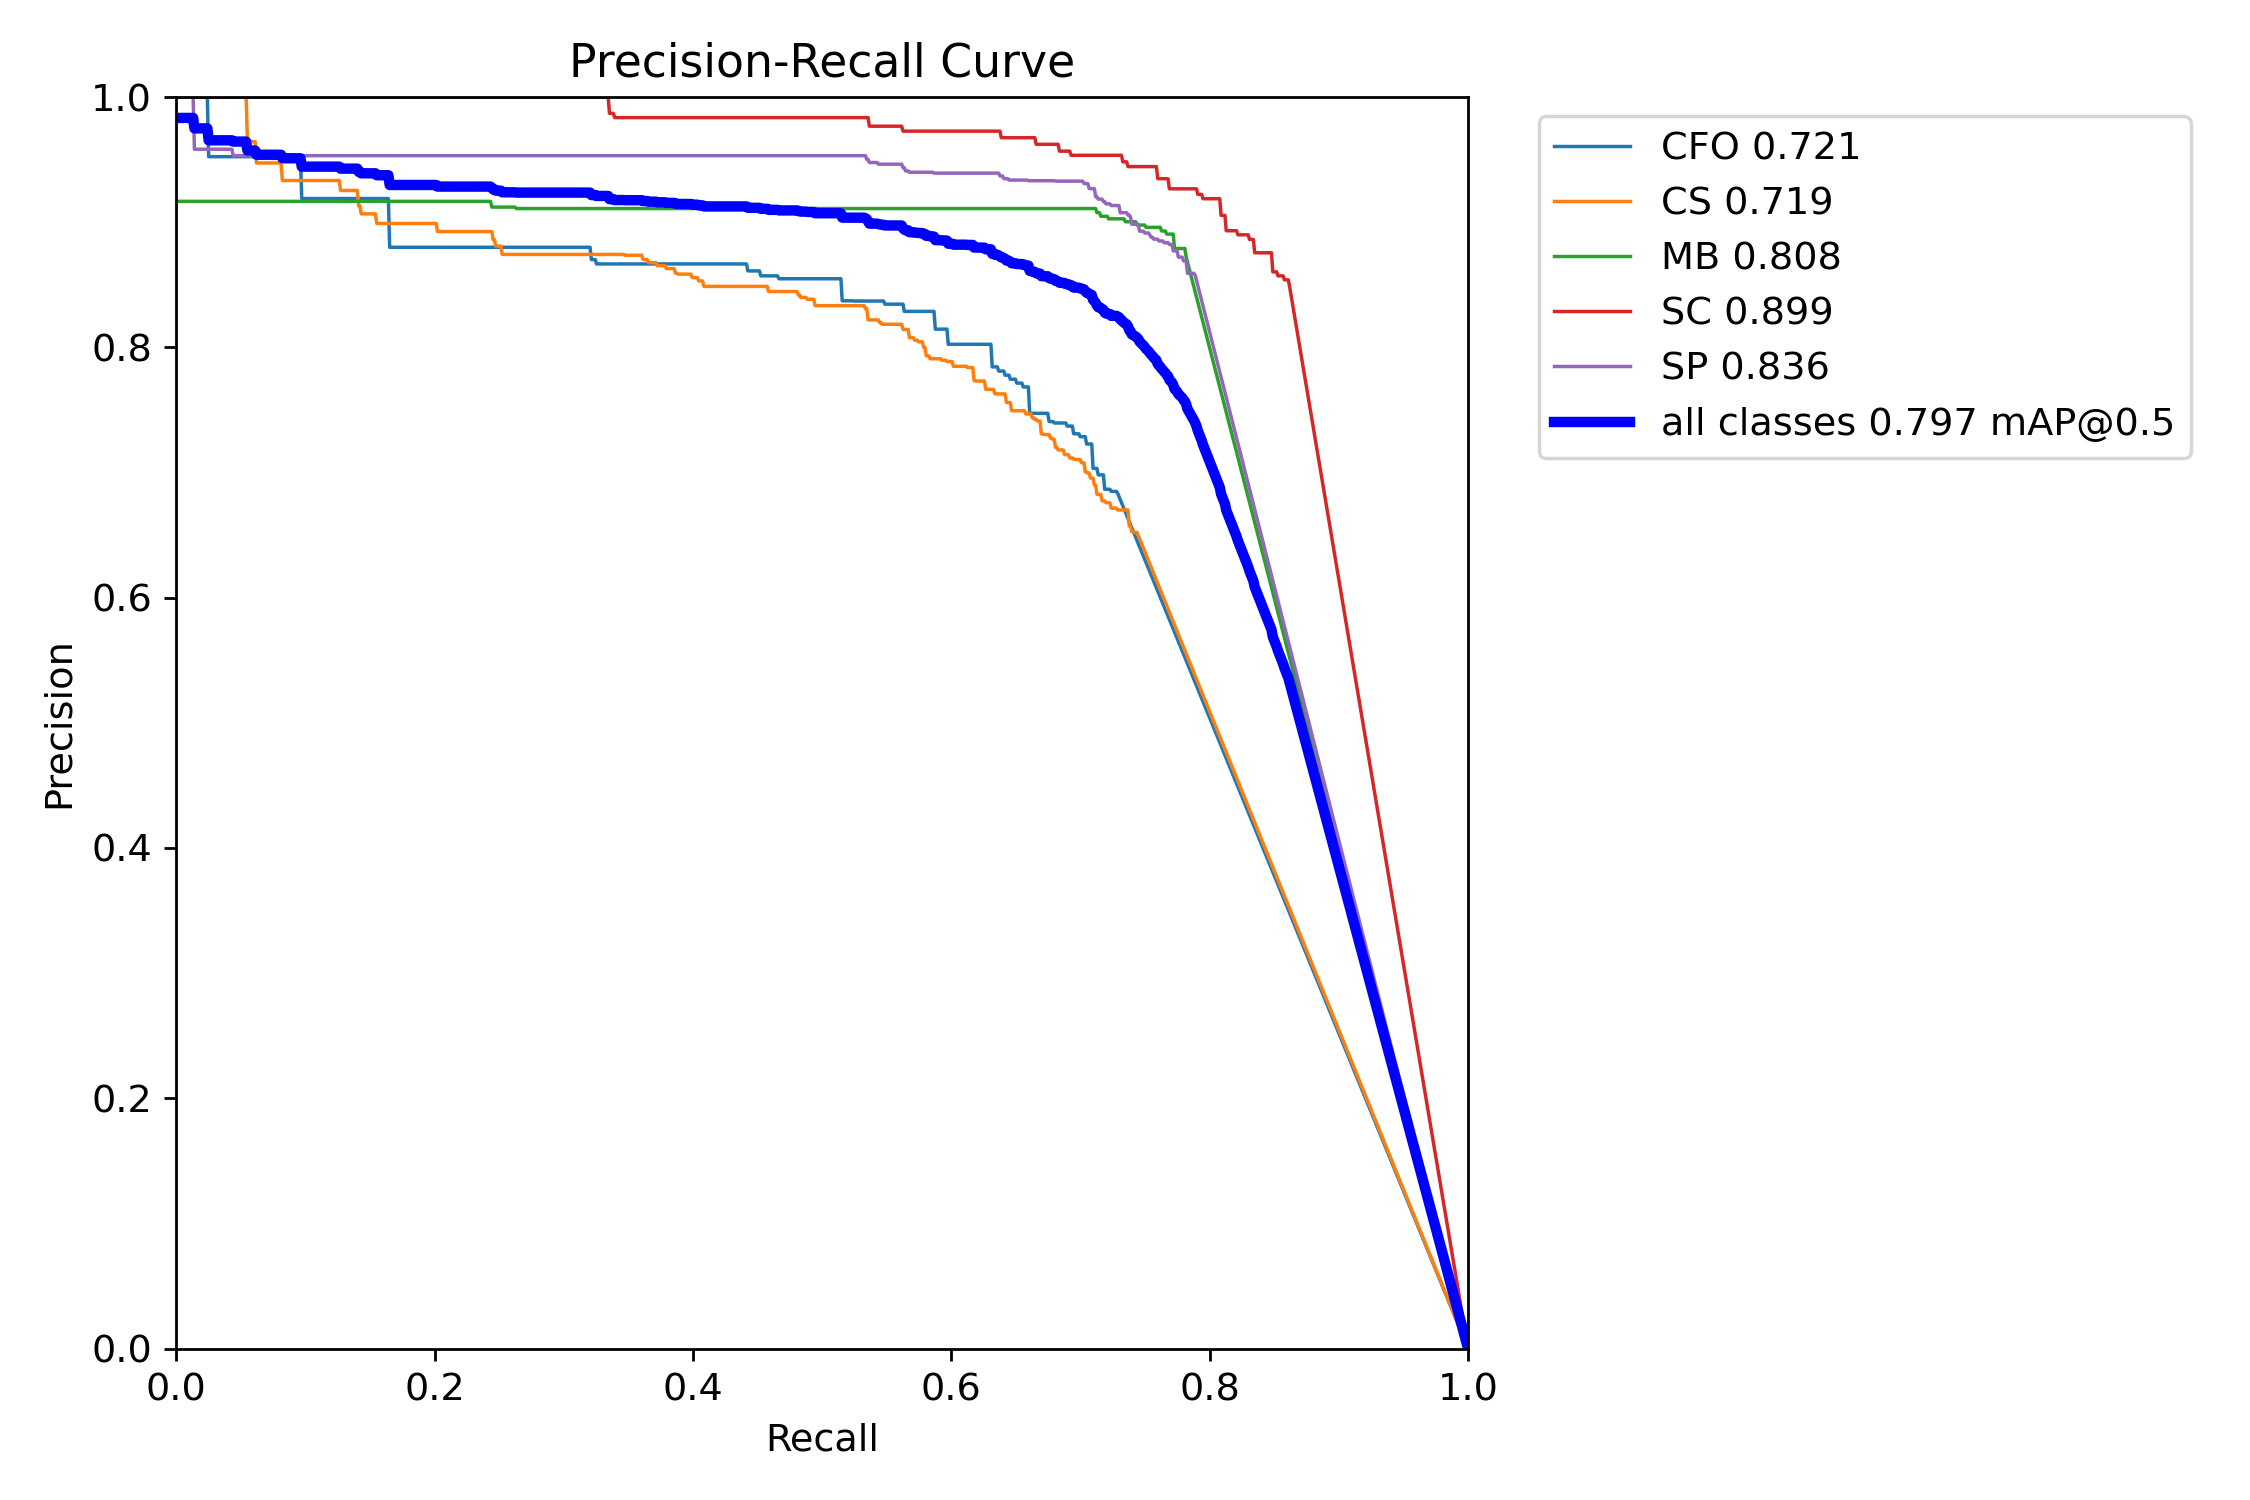 Precision-Recall Curve
1.0
0.8
0.6
0.4
0.2
0.0
Precision
0.0 0.2 0.4 0.6 0.8 1.0
Recall
CFO 0.721
CS 0.719
MB 0.808
SC 0.899
SP 0.836
all classes 0.797 mAP@0.5